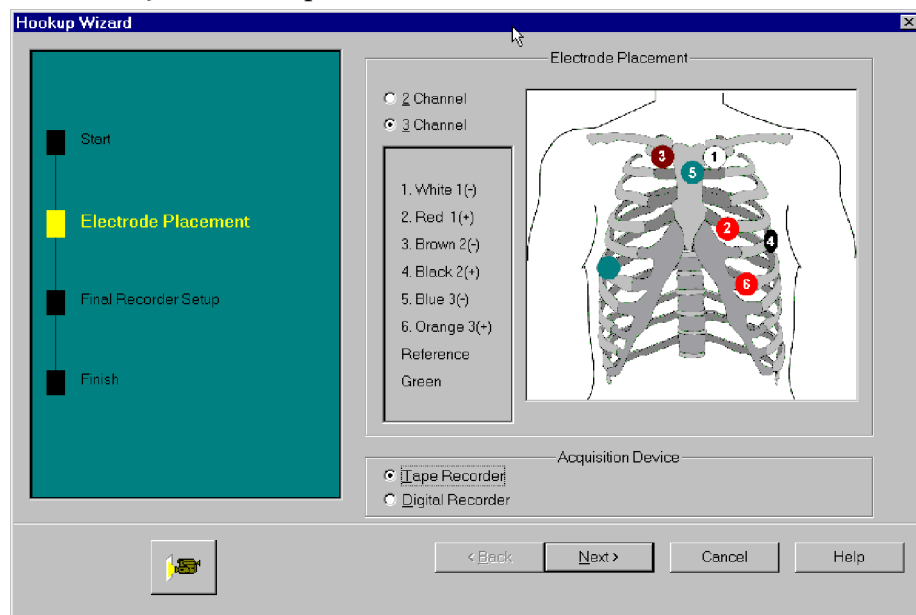 Hookup Wizard
Start
Electrode Placement
Final Recorder Setup
Finish
Electrode Placement
2 Channel
3 Channel
1. White 1(-)
2. Red 1(+)
3. Brown 2(-)
4. Black 2(+)
5. Blue 3(-)
6. Orange 3(+)
Reference
Green
3
1
5
2
4
6
Acquisition Device
Tape Recorder
Digital Recorder
< Back
Next >
Cancel
Help